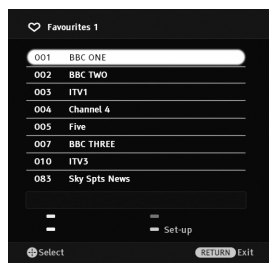 Favourites 1
001 BBC ONE
002 BBC TWO
003 ITV1
004 Channel 4
005 Five
007 BBC THREE
010 ITV3
083 Sky Spts News
Set-up
Select RETURN Exit